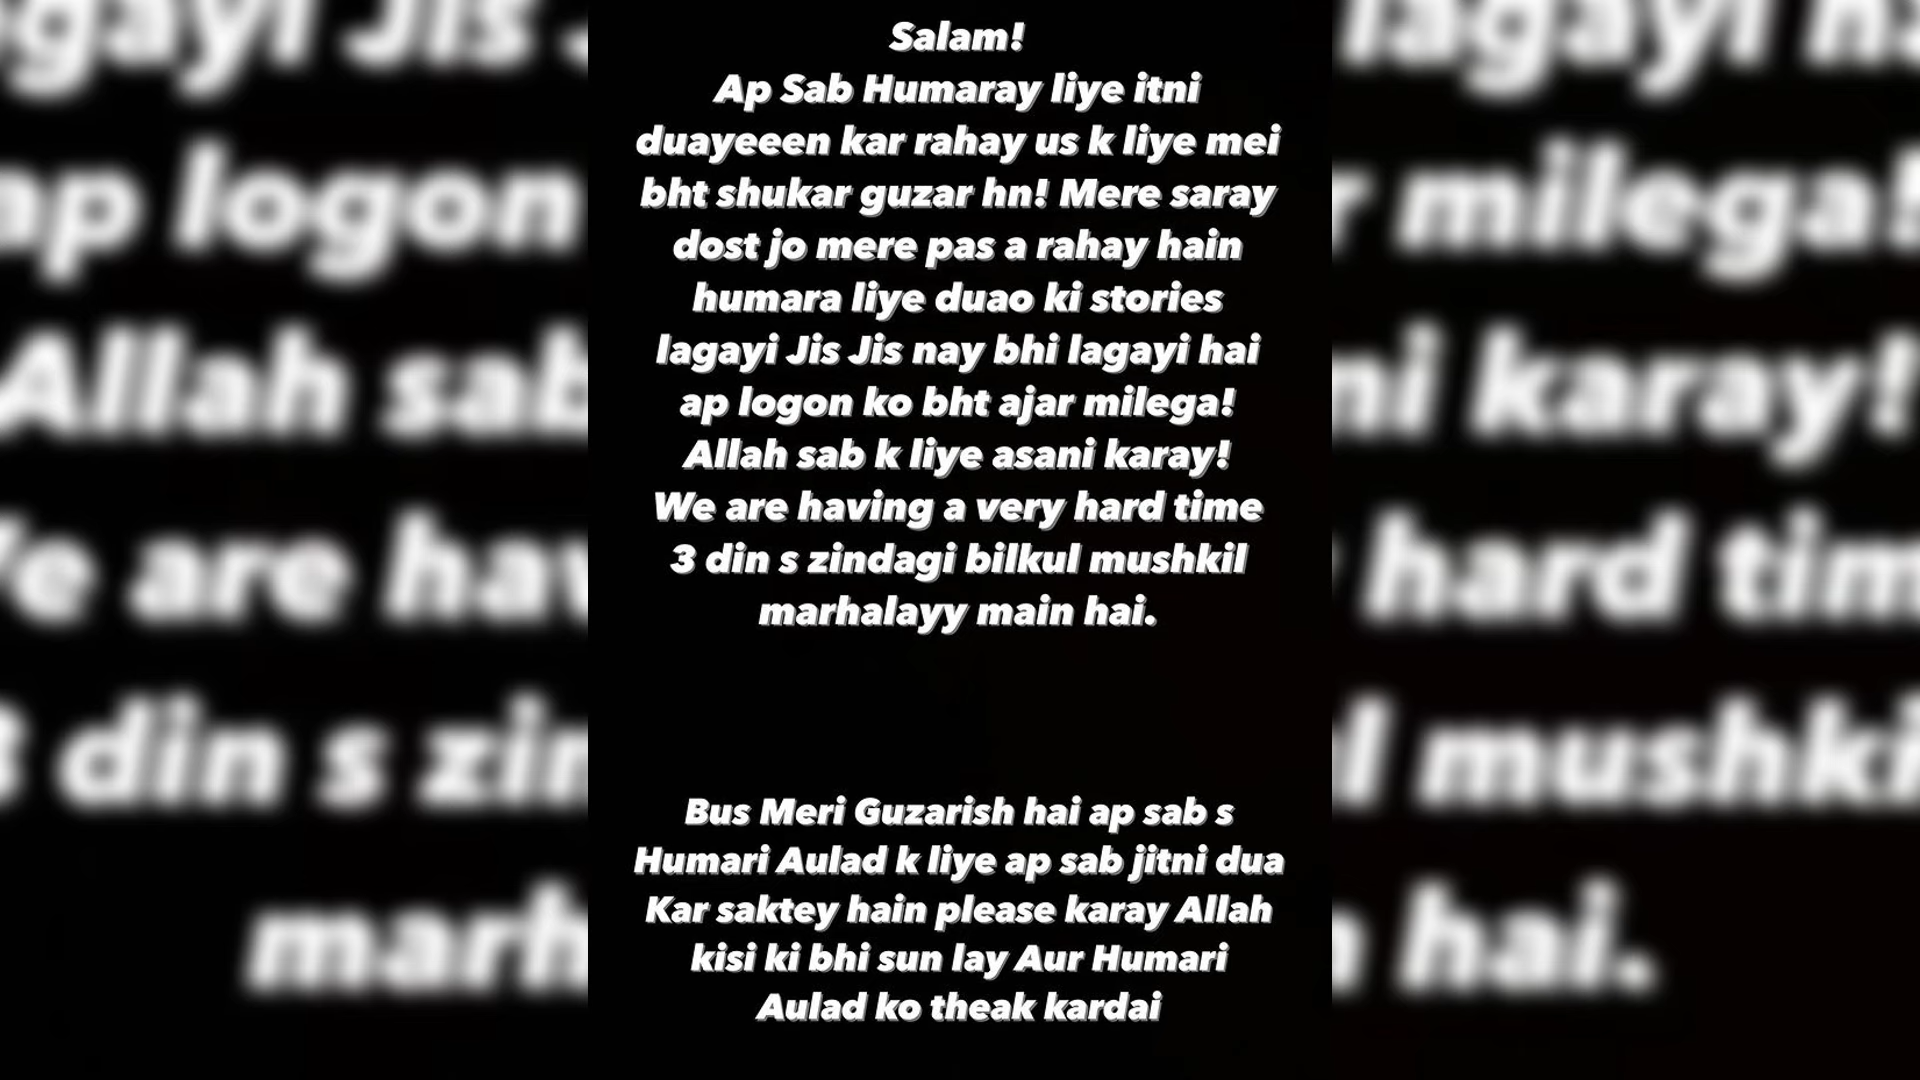 Salam!
Ap Sab Humaray liye itni
duayeeen kar rahay us k liye mei
bht shukar guzar hn! Mere saray
dost jo mere pas a rahay hain
humara liye duao ki stories
lagayi Jis Jis nay bhi lagayi hai
ap logon ko bht ajar milega!
Allah sab k liye asani karay!
We are having a very hard time
3 din s zindagi bilkul mushkil
marhalayy main hai.
Bus Meri Guzarish hai ap sab s
Humari Aulad k liye ap sab jitni dua
Kar saktey hain please karay Allah
kisi ki bhi sun lay Aur Humari
Aulad ko theak kardai